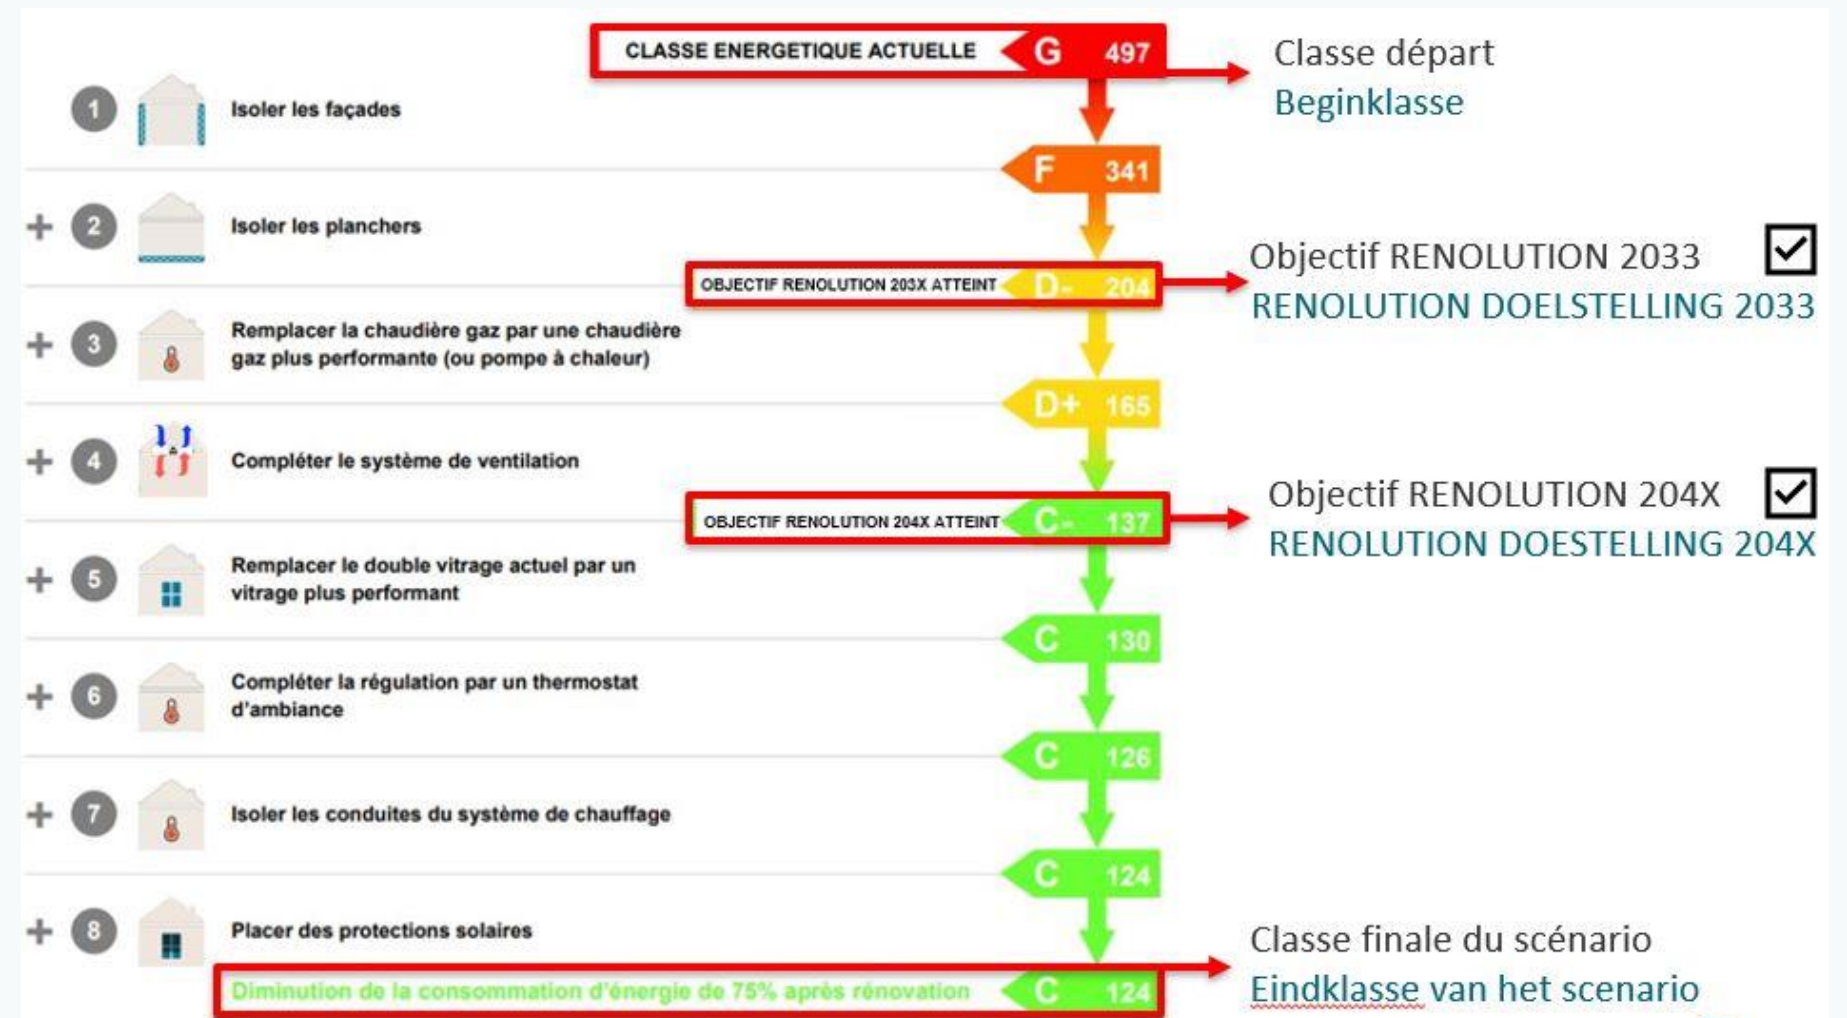 CLASSE ENERGETIQUE ACTUELLE G 497
Classe départ
Beginklasse
1 Isoler les façades
F 341
+ 2 Isoler les planchers
OBJECTIF RENOLUTION 203X ATTEINT D- 204
Objectif RENOLUTION 2033
RENOLUTION DOELSTELLING 2033
+ 3 Remplacer la chaudière gaz par une chaudière
gaz plus performante (ou pompe à chaleur)
D+ 165
+ 4 Compléter le système de ventilation
OBJECTIF RENOLUTION 204X ATTEINT C- 137
Objectif RENOLUTION 204X
RENOLUTION DOESTELLING 204X
+ 5 Remplacer le double vitrage actuel par un
vitrage plus performant
C 130
+ 6 Compléter la régulation par un thermostat
d'ambiance
C 126
+ 7 Isoler les conduites du système de chauffage
C 124
+ 8 Placer des protections solaires
Diminution de la consommation d'énergie de 75% après rénovation C 124
Classe finale du scénario
Eindklasse van het scenario